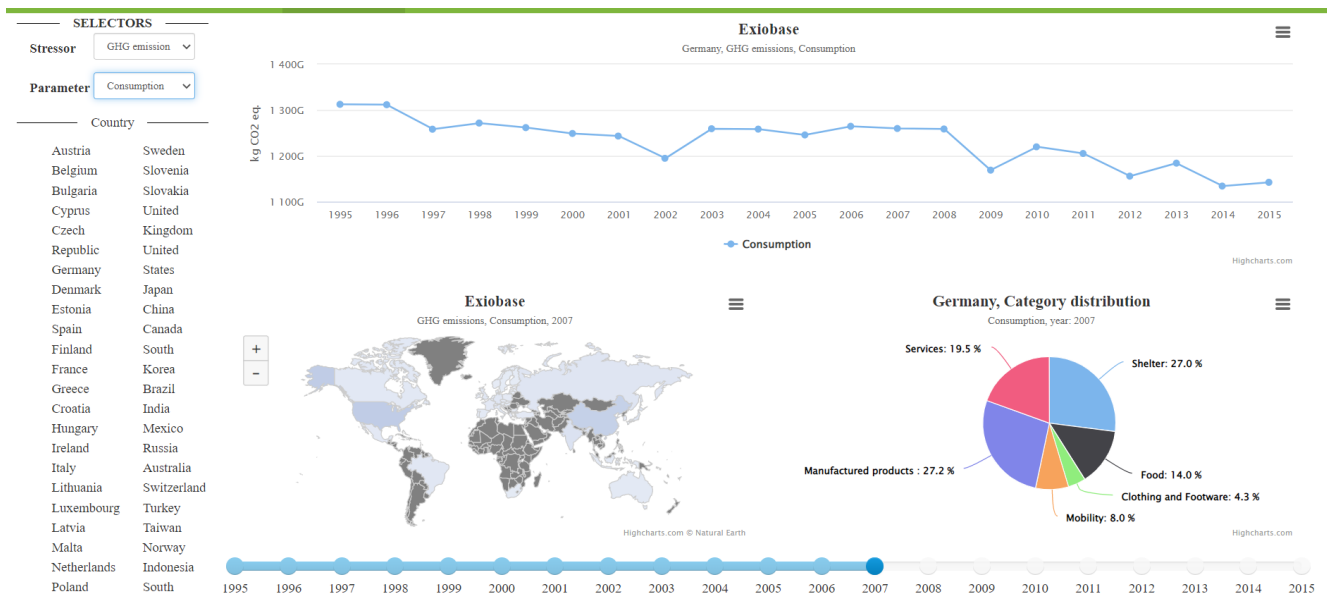 SELECTORS
Stressor GHG emission
Parameter Consumption
Country
Austria
Belgium
Bulgaria
Cyprus
Czech
Republic
Germany
Denmark
Estonia
Spain
Finland
France
Greece
Croatia
Hungary
Ireland
Italy
Lithuania
Luxembourg
Latvia
Malta
Netherlands
Poland
Sweden
Slovenia
Slovakia
United
Kingdom
United
States
Japan
China
Canada
South
Korea
Brazil
India
Mexico
Russia
Australia
Switzerland
Turkey
Taiwan
Norway
Indonesia
South
Exiobase
Germany, GHG emissions, Consumption
kg CO2 eq.
1 400G
1 300G
1 200G
1 100G
1995 1996 1997 1998 1999 2000 2001 2002 2003 2004 2005 2006 2007 2008 2009 2010 2011 2012 2013 2014 2015
Consumption
Highcharts.com
Exiobase
GHG emissions, Consumption, 2007
+
-
Highcharts.com © Natural Earth
Germany, Category distribution
Consumption, year: 2007
Services: 19.5 %
Shelter: 27.0 %
Manufactured products : 27.2 %
Food: 14.0 %
Clothing and Footware: 4.3 %
Mobility: 8.0 %
Highcharts.com
1995 1996 1997 1998 1999 2000 2001 2002 2003 2004 2005 2006 2007 2008 2009 2010 2011 2012 2013 2014 2015